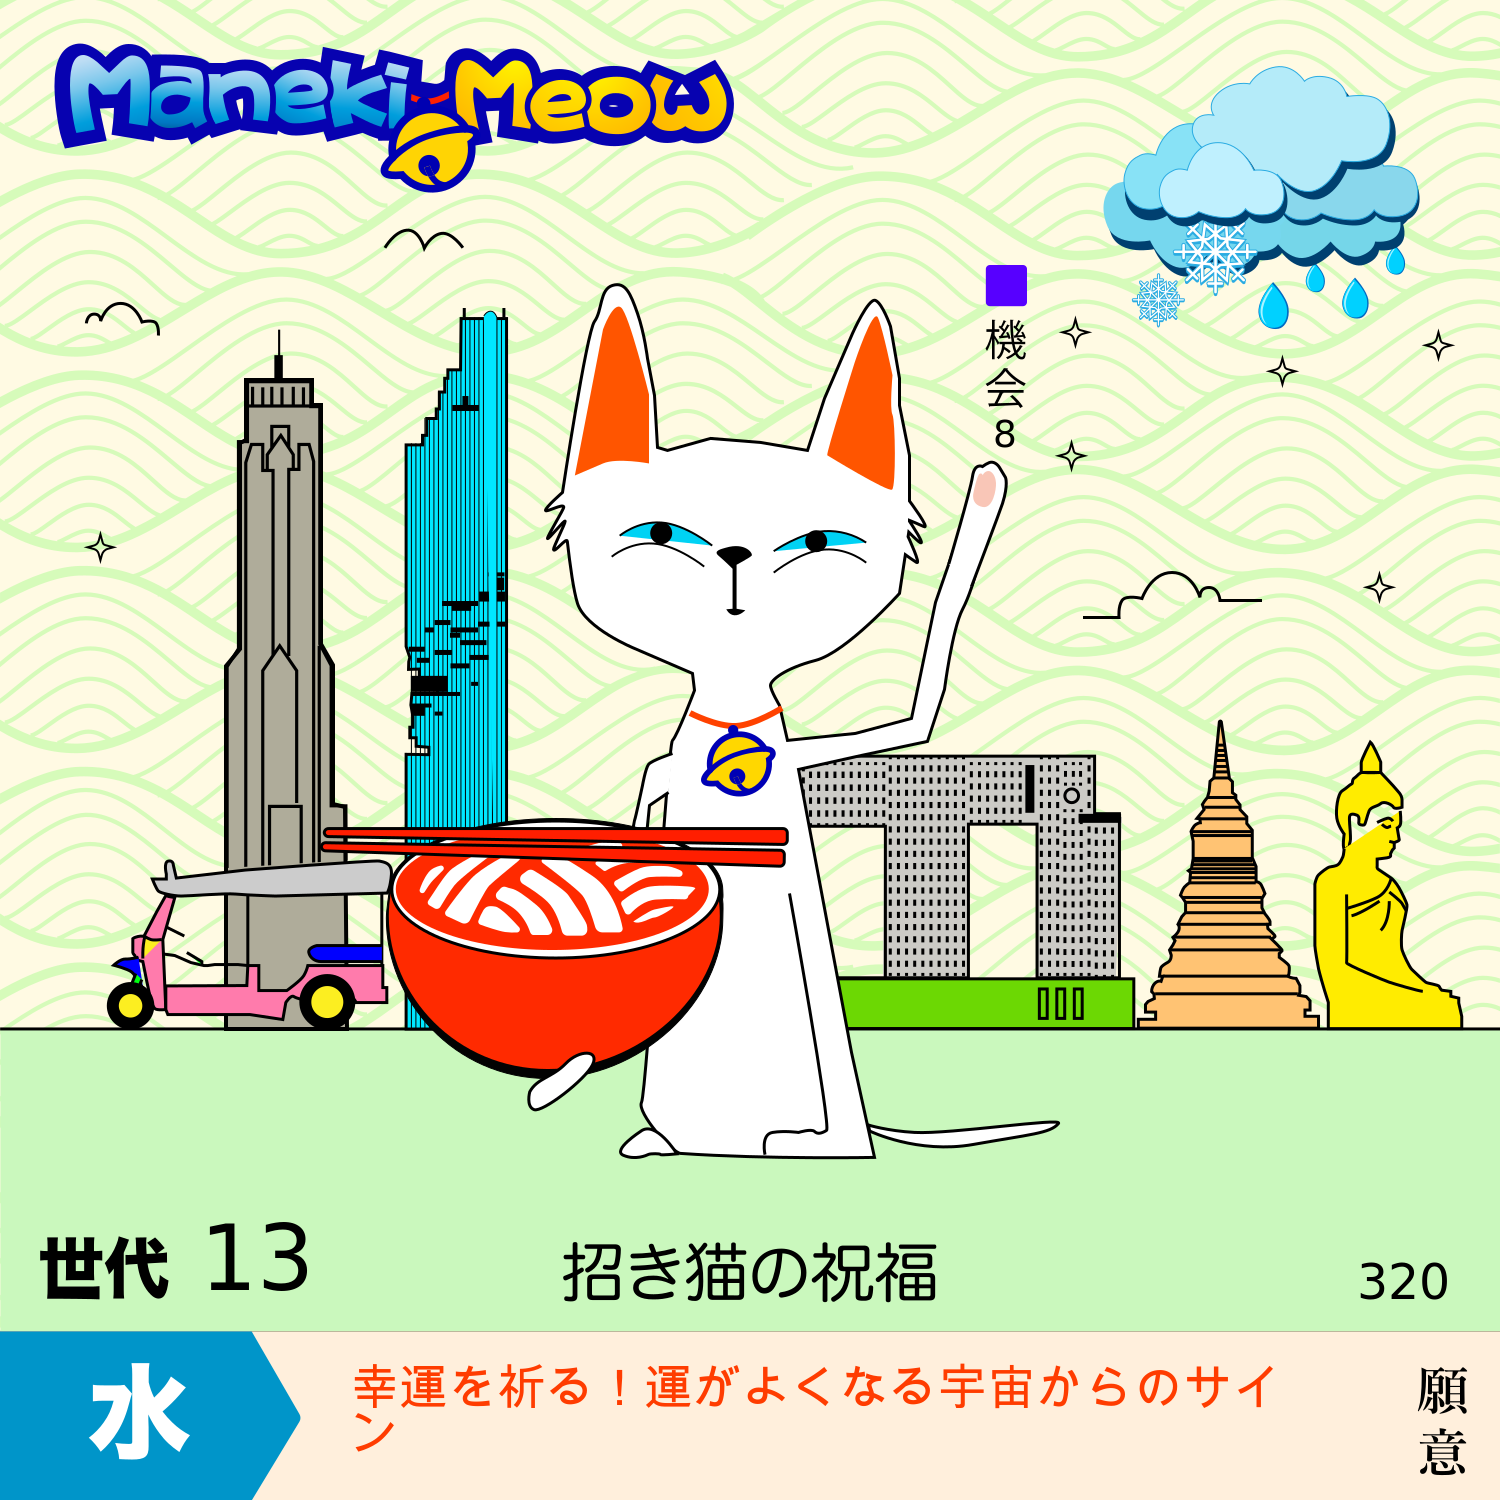 Maneki-Meow
機会8
世代 13
招き猫の祝福
320
水
幸運を祈る！運がよくなる宇宙からのサイ
ン
願意